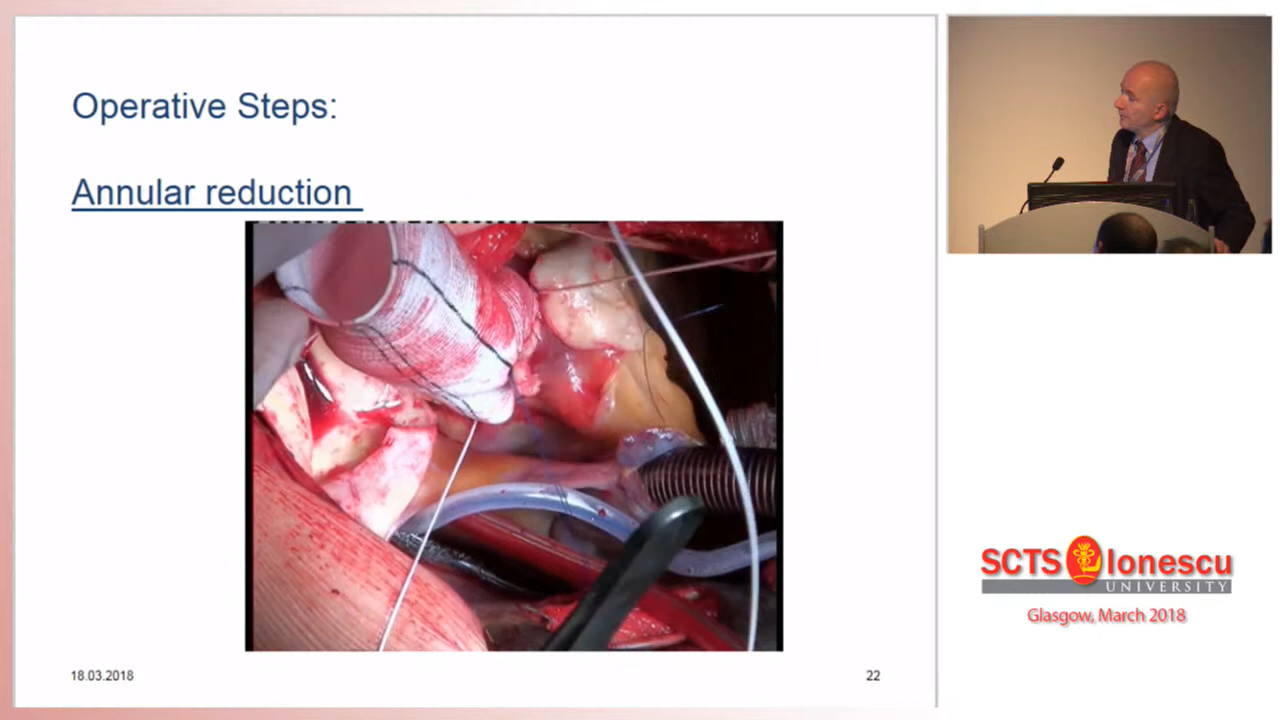 Operative Steps:
Annular reduction
18.03.2018
22
SCTS Ionescu
UNIVERSITY
Glasgow, March 2018